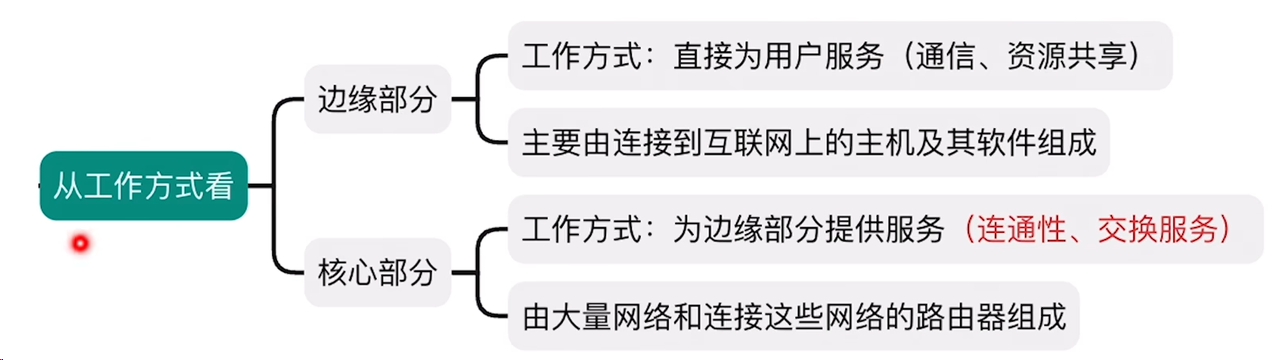 从工作方式看
边缘部分
工作方式：直接为用户服务（通信、资源共享）
主要由连接到互联网上的主机及其软件组成
核心部分
工作方式：为边缘部分提供服务（连通性、交换服务）
由大量网络和连接这些网络的路由器组成